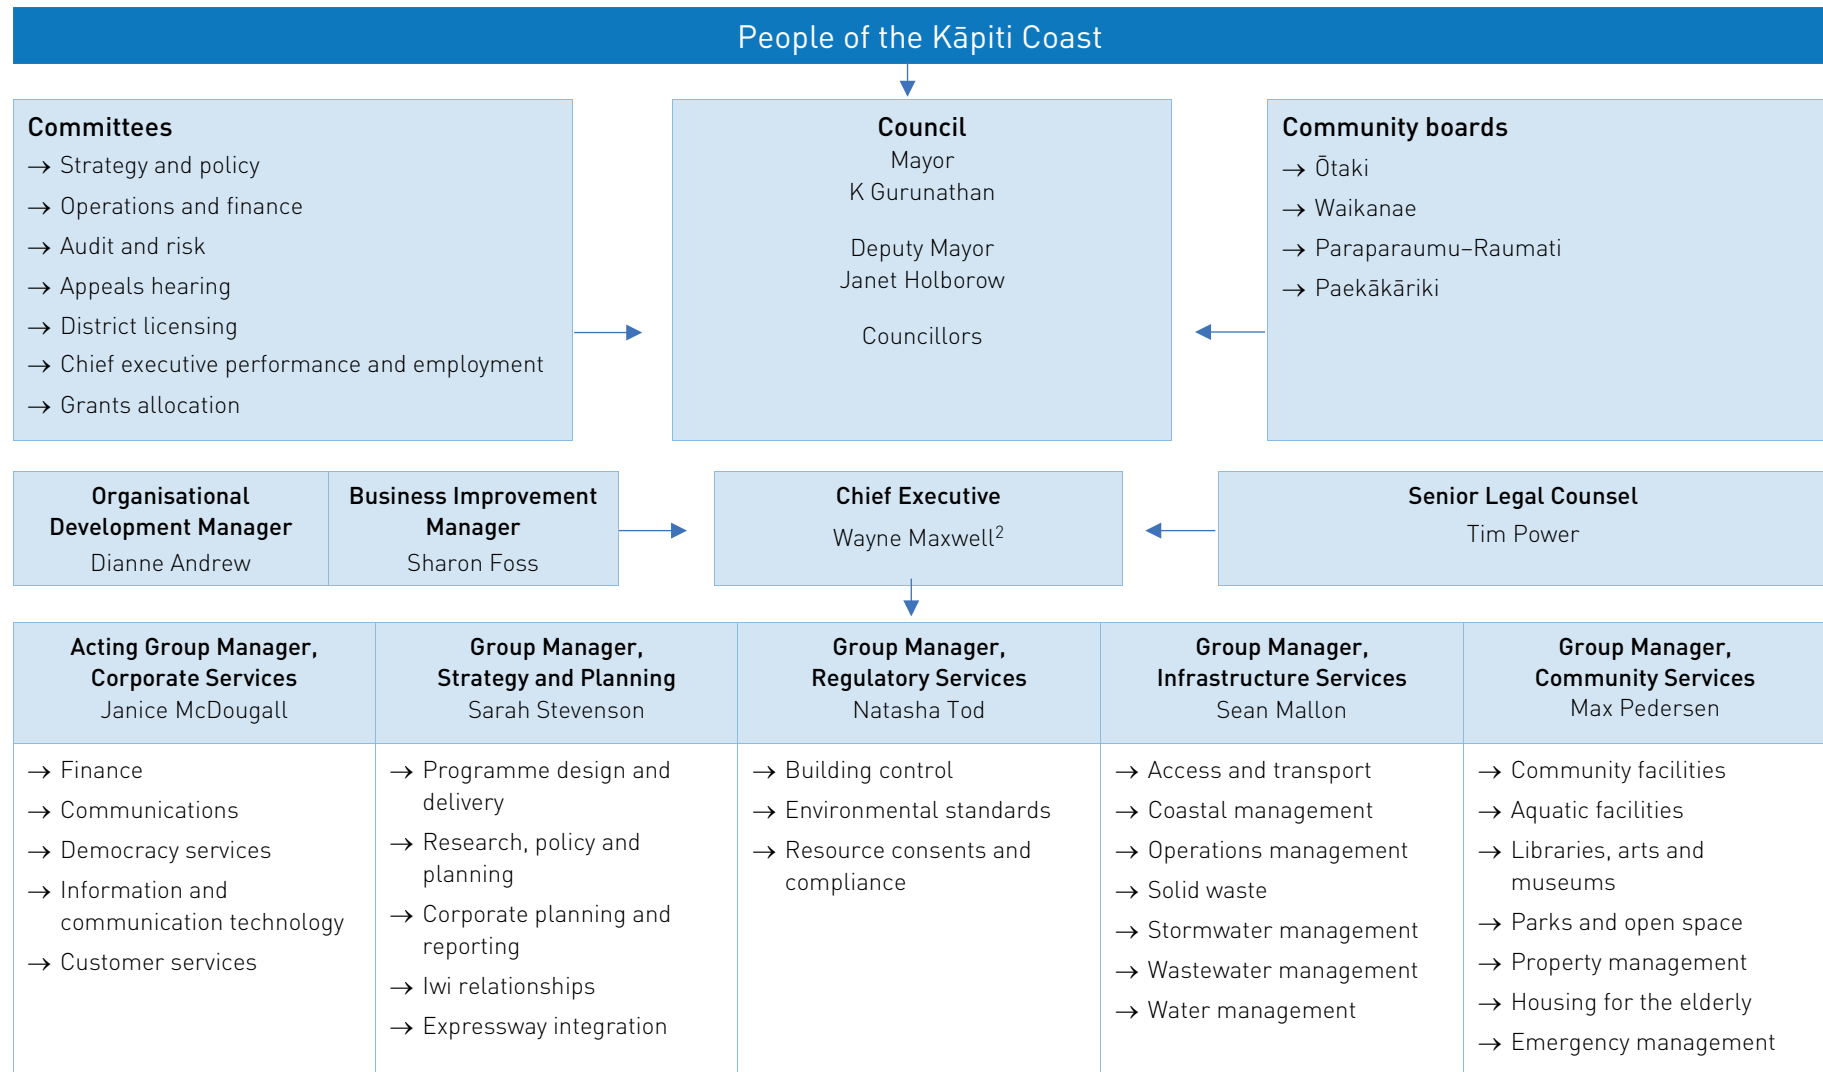 People of the Kāpiti Coast
Committees
→ Strategy and policy
→ Operations and finance
→ Audit and risk
→ Appeals hearing
→ District licensing
→ Chief executive performance and employment
→ Grants allocation
Council
Mayor
K Gurunathan
Deputy Mayor
Janet Holborow
Councillors
Community boards
→ Ōtaki
→ Waikanae
→ Paraparaumu–Raumati
→ Paekākāriki
Organisational
Development Manager
Dianne Andrew
Business Improvement
Manager
Sharon Foss
Chief Executive
Wayne Maxwell²
Senior Legal Counsel
Tim Power
Acting Group Manager,
Corporate Services
Janice McDougall
→ Finance
→ Communications
→ Democracy services
→ Information and
communication technology
→ Customer services
Group Manager,
Strategy and Planning
Sarah Stevenson
→ Programme design and
delivery
→ Research, policy and
planning
→ Corporate planning and
reporting
→ Iwi relationships
→ Expressway integration
Group Manager,
Regulatory Services
Natasha Tod
→ Building control
→ Environmental standards
→ Resource consents and
compliance
Group Manager,
Infrastructure Services
Sean Mallon
→ Access and transport
→ Coastal management
→ Operations management
→ Solid waste
→ Stormwater management
→ Wastewater management
→ Water management
Group Manager,
Community Services
Max Pedersen
→ Community facilities
→ Aquatic facilities
→ Libraries, arts and
museums
→ Parks and open space
→ Property management
→ Housing for the elderly
→ Emergency management